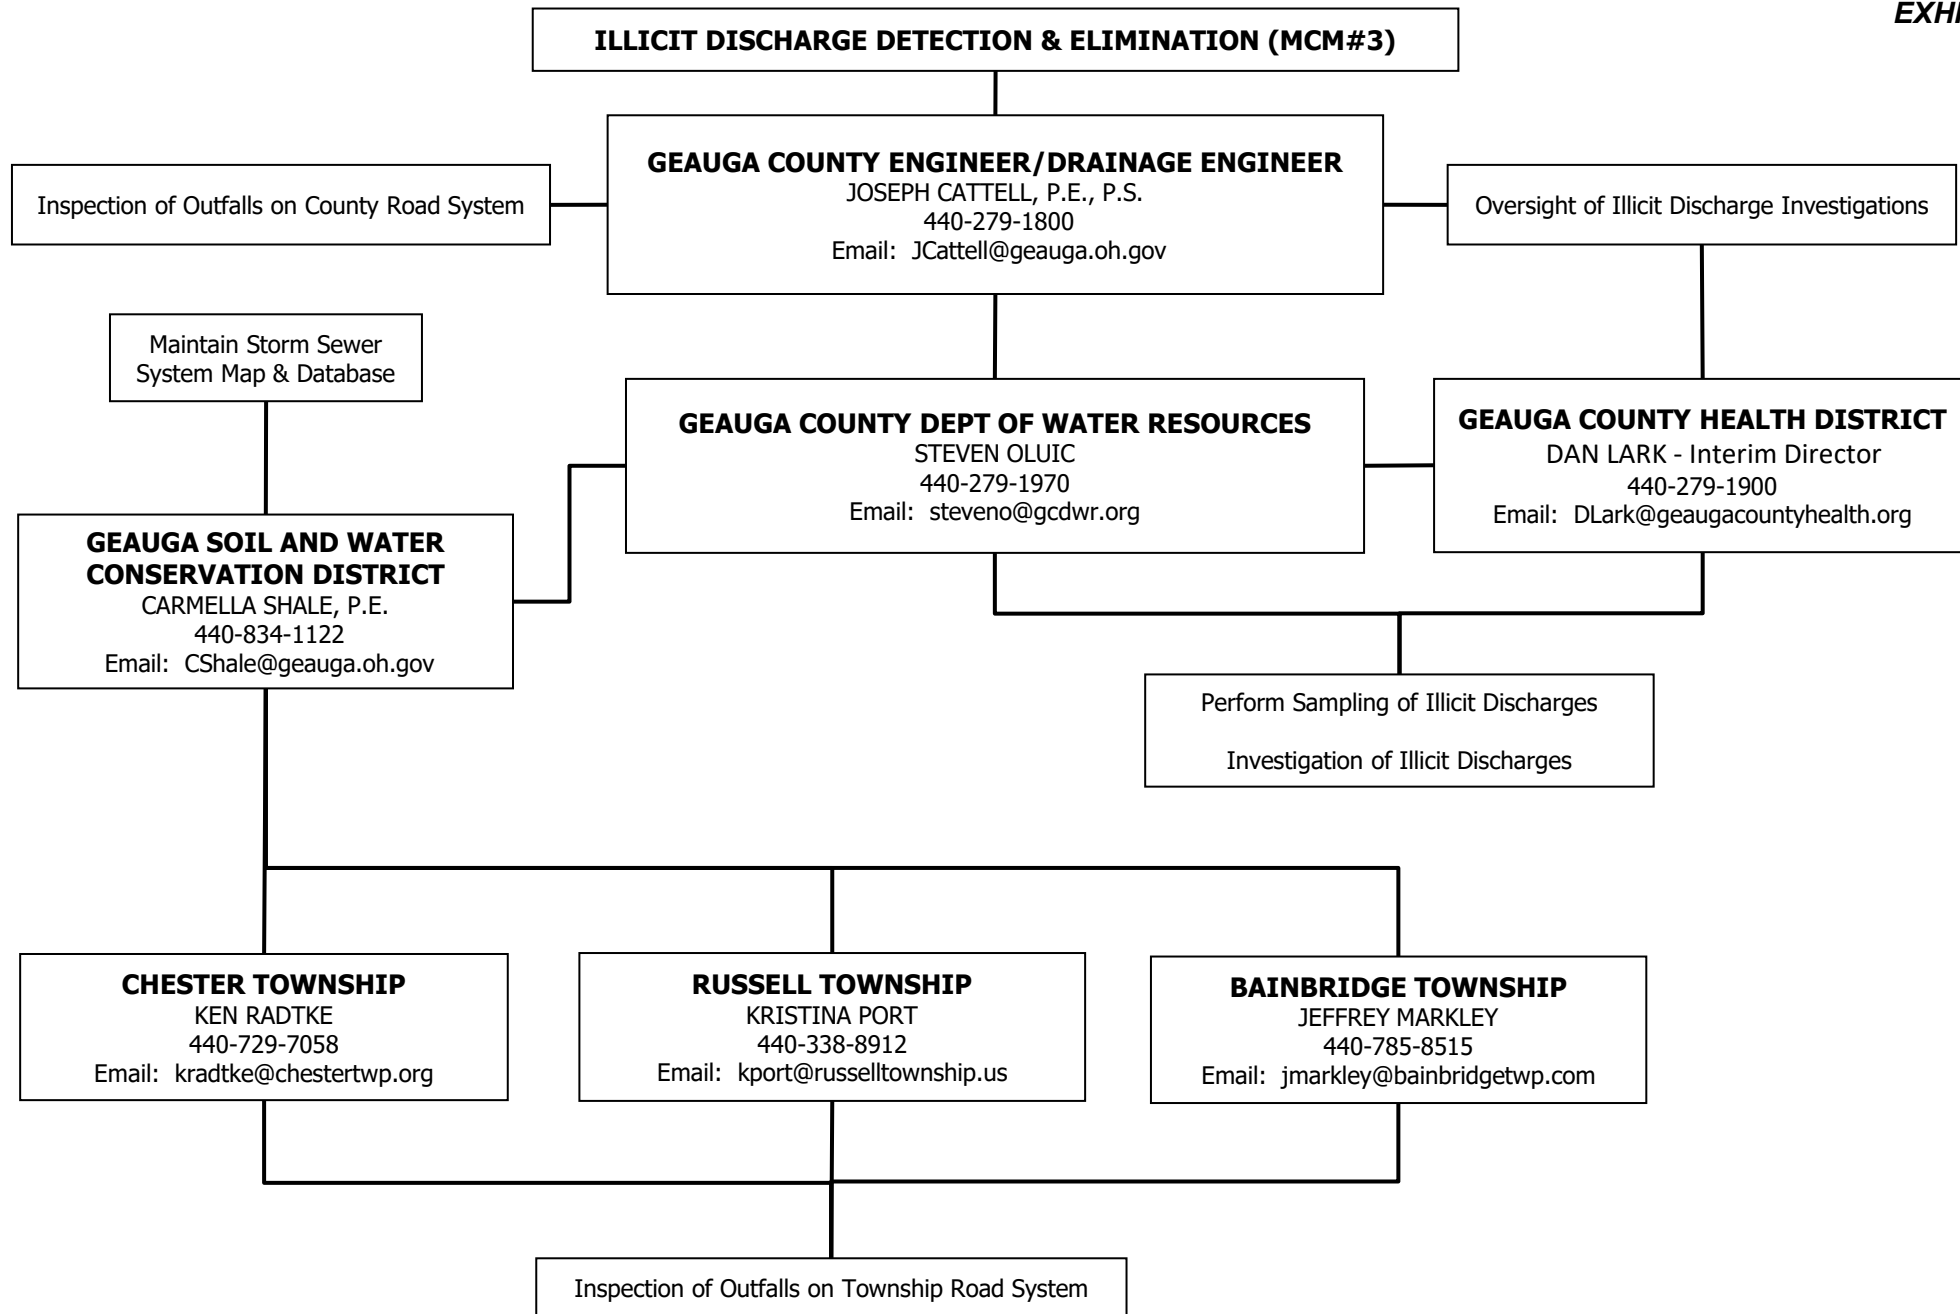 ILLICIT DISCHARGE DETECTION & ELIMINATION (MCM#3)
GEAUGA COUNTY ENGINEER/DRAINAGE ENGINEER
JOSEPH CATTELL, P.E., P.S.
440-279-1800
Email: JCattell@geauga.oh.gov
Inspection of Outfalls on County Road System
Oversight of Illicit Discharge Investigations
Maintain Storm Sewer
System Map & Database
GEAUGA COUNTY DEPT OF WATER RESOURCES
STEVEN OLUIC
440-279-1970
Email: steveno@gcdwr.org
GEAUGA COUNTY HEALTH DISTRICT
DAN LARK - Interim Director
440-279-1900
Email: DLark@geaugacountyhealth.org
GEAUGA SOIL AND WATER
CONSERVATION DISTRICT
CARMELLA SHALE, P.E.
440-834-1122
Email: CShale@geauga.oh.gov
Perform Sampling of Illicit Discharges
Investigation of Illicit Discharges
CHESTER TOWNSHIP
KEN RADTKE
440-729-7058
Email: kradtke@chestertwp.org
RUSSELL TOWNSHIP
KRISTINA PORT
440-338-8912
Email: kport@russelltownship.us
BAINBRIDGE TOWNSHIP
JEFFREY MARKLEY
440-785-8515
Email: jmarkley@bainbridgetwp.com
Inspection of Outfalls on Township Road System